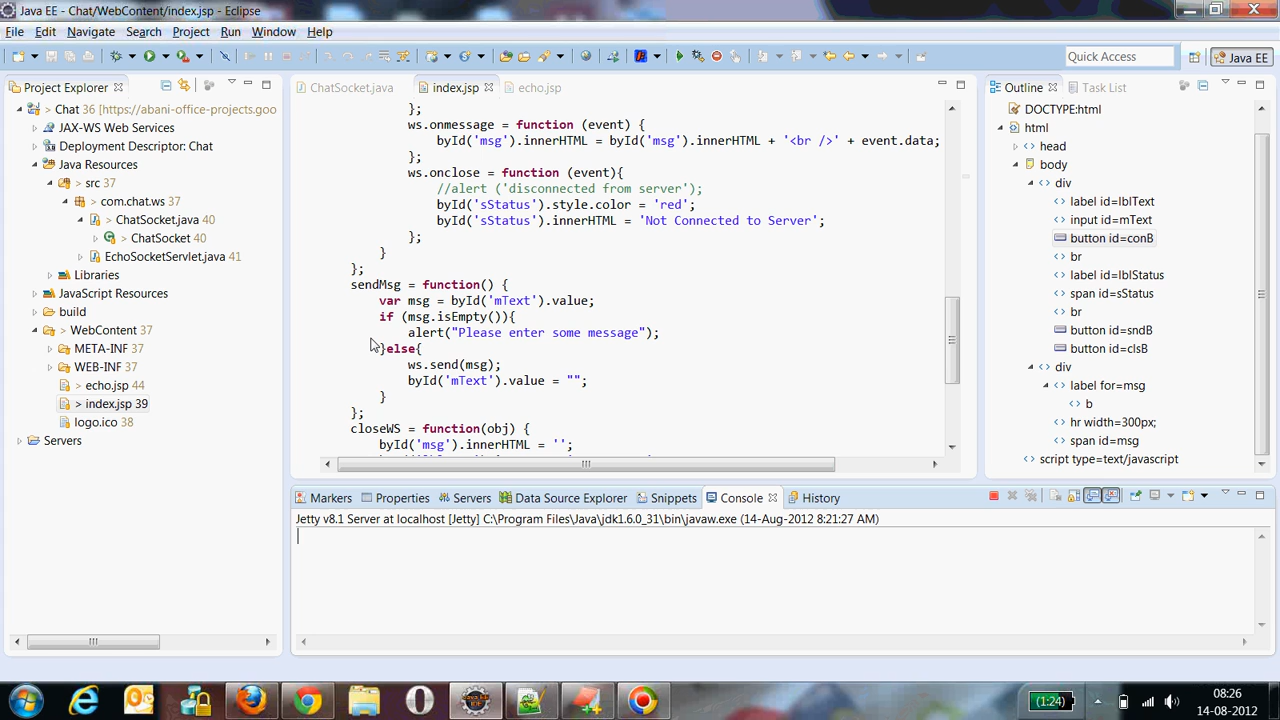 Java EE - Chat/WebContent/index.jsp - Eclipse
File Edit Navigate Search Project Run Window Help
Quick Access
Java EE
Project Explorer
> Chat 36 [https://abani-office-projects.goo
JAX-WS Web Services
Deployment Descriptor: Chat
Java Resources
> src 37
> com.chat.ws 37
> ChatSocket.java 40
> ChatSocket 40
EchoSocketServlet.java 41
Libraries
JavaScript Resources
build
> WebContent 37
META-INF 37
WEB-INF 37
> echo.jsp 44
> index.jsp 39
logo.ico 38
Servers
ChatSocket.java
index.jsp
echo.jsp
};
ws.onmessage = function (event) {
byId('msg').innerHTML = byId('msg').innerHTML + '<br />' + event.data;
};
ws.onclose = function (event){
//alert ('disconnected from server');
byId('sStatus').style.color = 'red';
byId('sStatus').innerHTML = 'Not Connected to Server';
};
}
};
sendMsg = function() {
var msg = byId('mText').value;
if (msg.isEmpty()){
alert("Please enter some message");
}else{
ws.send(msg);
byId('mText').value = "";
}
};
closeWS = function(obj) {
byId('msg').innerHTML = '';
Outline
Task List
DOCTYPE:html
html
head
body
div
label id=lblText
input id=mText
button id=conB
br
label id=lblStatus
span id=sStatus
br
button id=sndB
button id=clsB
div
label for=msg
b
hr width=300px;
span id=msg
script type=text/javascript
Markers
Properties
Servers
Data Source Explorer
Snippets
Console
History
Jetty v8.1 Server at localhost [Jetty] C:\Program Files\Java\jdk1.6.0_31\bin\javaw.exe (14-Aug-2012 8:21:27 AM)
(1:24)
08:26
14-08-2012